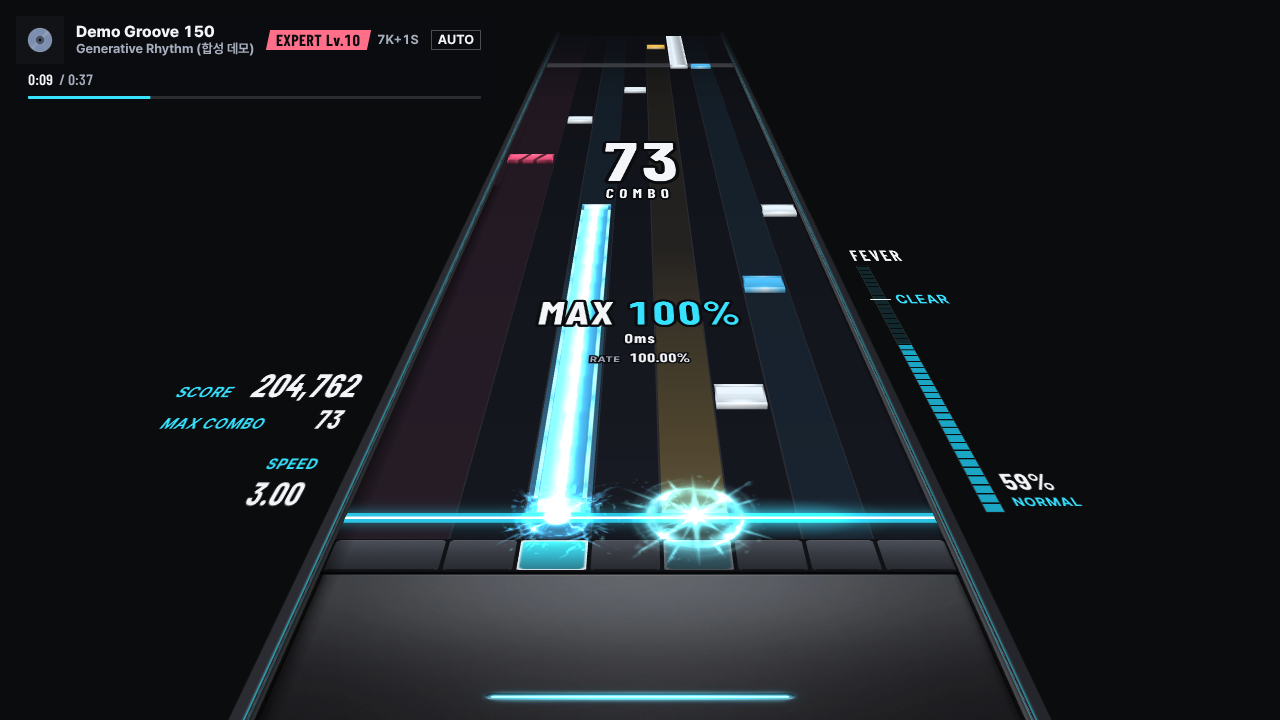 Demo Groove 150
Generative Rhythm (합성 데모)
EXPERT Lv.10
7K+1S
AUTO
0:09 / 0:37
73
COMBO
MAX 100%
0ms
RATE 100.00%
FEVER
CLEAR
59%
NORMAL
SCORE 204,762
MAX COMBO 73
SPEED
3.00